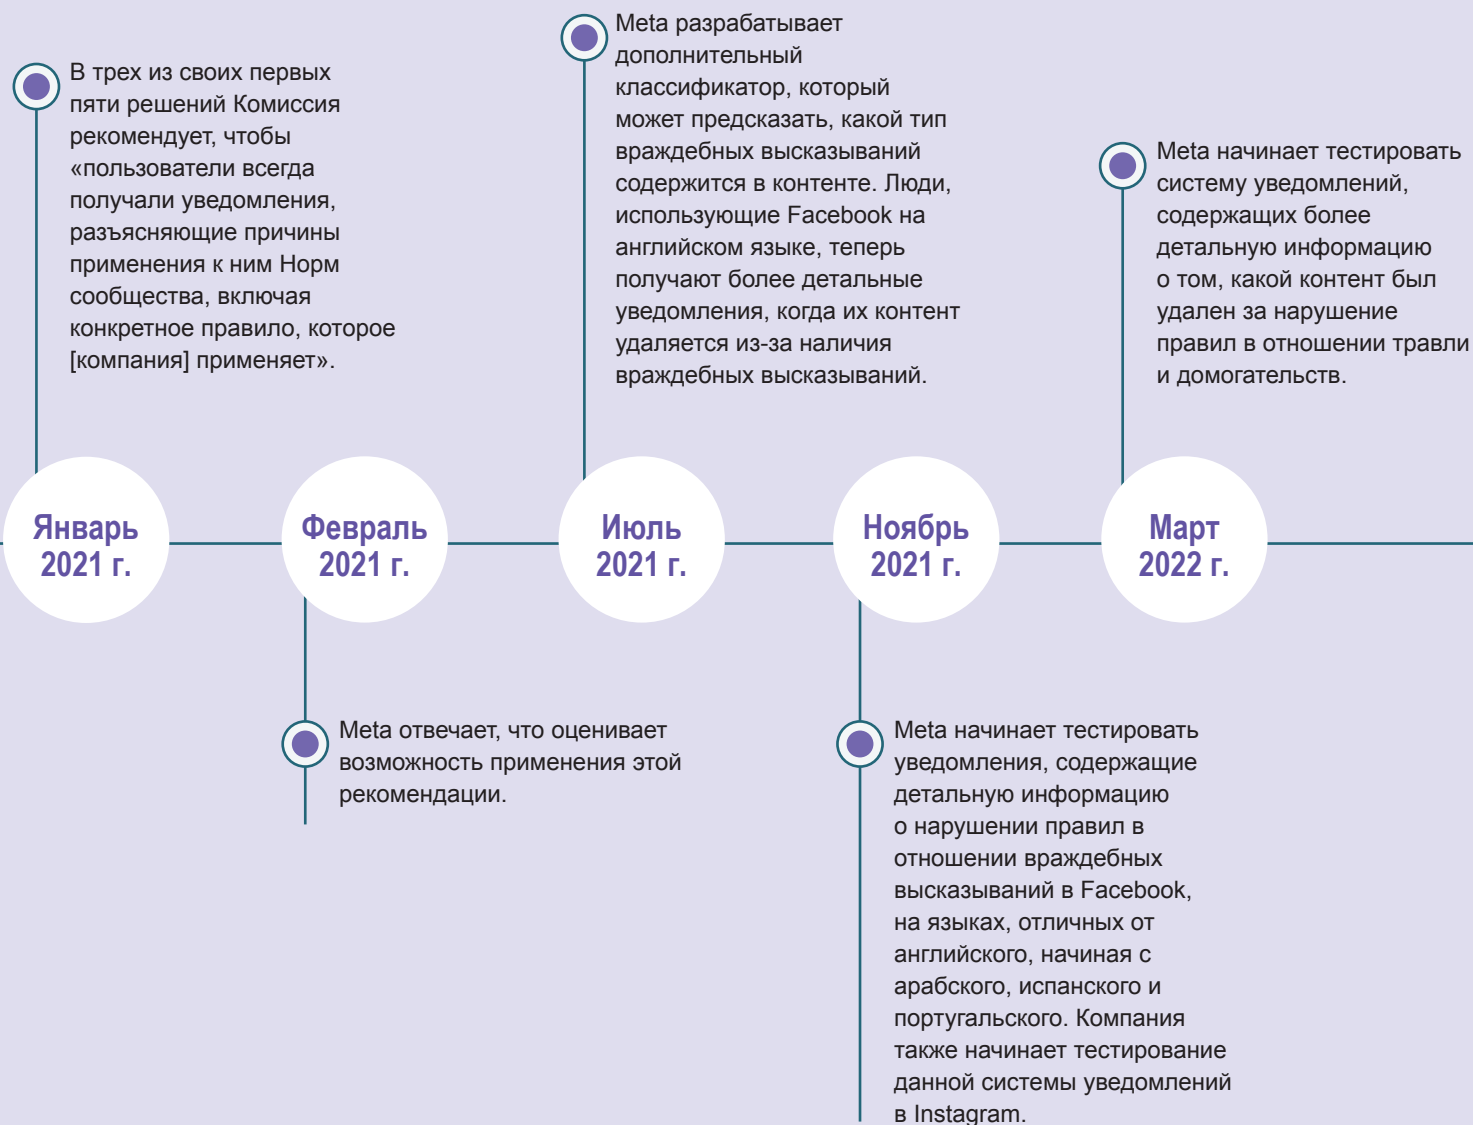 В трех из своих первых
пяти решений Комиссия
рекомендует, чтобы
«пользователи всегда
получали уведомления,
разъясняющие причины
применения к ним Норм
сообщества, включая
конкретное правило, которое
[компания] применяет».
Meta разрабатывает
дополнительный
классификатор, который
может предсказать, какой тип
враждебных высказываний
содержится в контенте. Люди,
использующие Facebook на
английском языке, теперь
получают более детальные
уведомления, когда их контент
удаляется из-за наличия
враждебных высказываний.
Meta начинает тестировать
систему уведомлений,
содержащих более
детальную информацию
о том, какой контент был
удален за нарушение
правил в отношении травли
и домогательств.
Январь
2021 г.
Февраль
2021 г.
Июль
2021 г.
Ноябрь
2021 г.
Март
2022 г.
Meta отвечает, что оценивает
возможность применения этой
рекомендации.
Meta начинает тестировать
уведомления, содержащие
детальную информацию
о нарушении правил в
отношении враждебных
высказываний в Facebook,
на языках, отличных от
английского, начиная с
арабского, испанского и
португальского. Компания
также начинает тестирование
данной системы уведомлений
в Instagram.